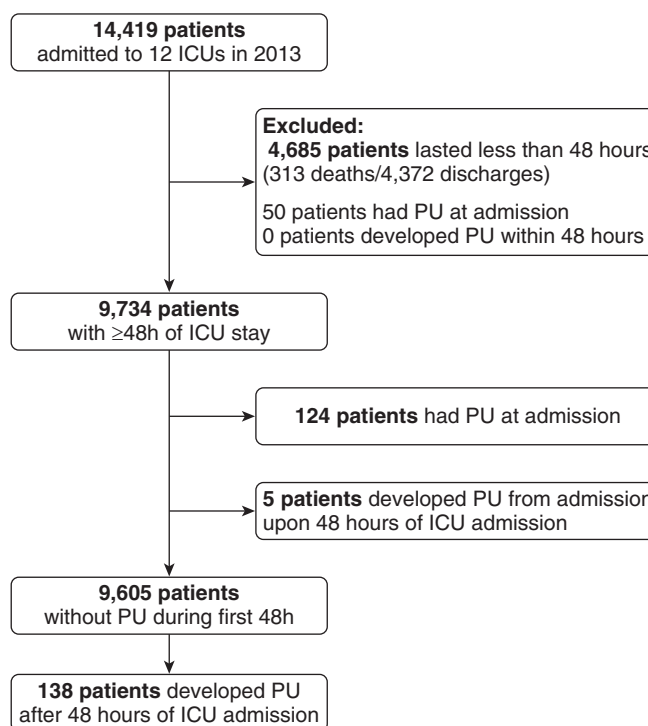 14,419 patients
admitted to 12 ICUs in 2013
Excluded:
4,685 patients lasted less than 48 hours
(313 deaths/4,372 discharges)
50 patients had PU at admission
0 patients developed PU within 48 hours
9,734 patients
with ≥48h of ICU stay
124 patients had PU at admission
5 patients developed PU from admission
upon 48 hours of ICU admission
9,605 patients
without PU during first 48h
138 patients developed PU
after 48 hours of ICU admission